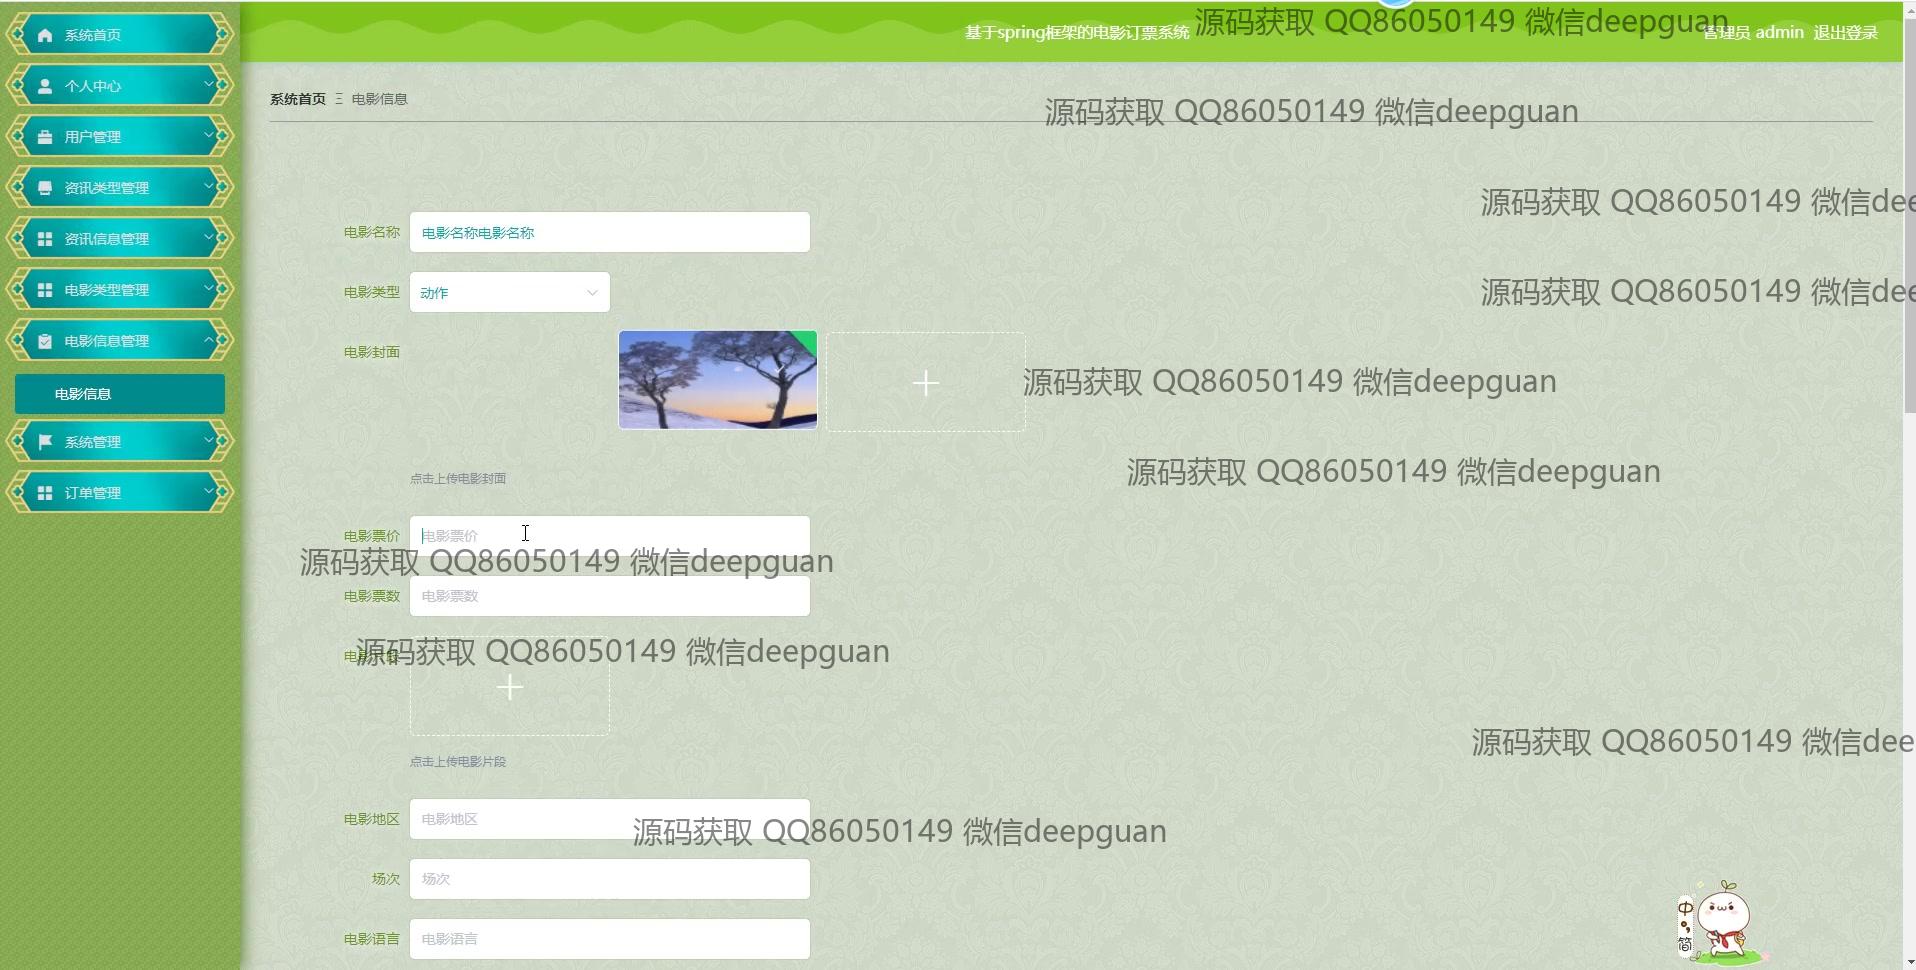 系统首页
个人中心
用户管理
资讯类型管理
资讯信息管理
电影类型管理
电影信息管理
电影信息
系统管理
订单管理
基于spring框架的电影订票系统
源码获取 QQ86050149 微信deepguan
管理员 admin 退出登录
系统首页 Ξ 电影信息
源码获取 QQ86050149 微信deepguan
源码获取 QQ86050149 微信dee
电影名称 电影名称电影名称
电影类型 动作
源码获取 QQ86050149 微信dee
电影封面
源码获取 QQ86050149 微信deepguan
源码获取 QQ86050149 微信deepguan
点击上传电影封面
电影票价 电影票价
源码获取 QQ86050149 微信deepguan
电影票数 电影票数
电影片段
源码获取 QQ86050149 微信deepguan
源码获取 QQ86050149 微信dee
点击上传电影片段
电影地区 电影地区
源码获取 QQ86050149 微信deepguan
场次 场次
电影语言 电影语言
中
简